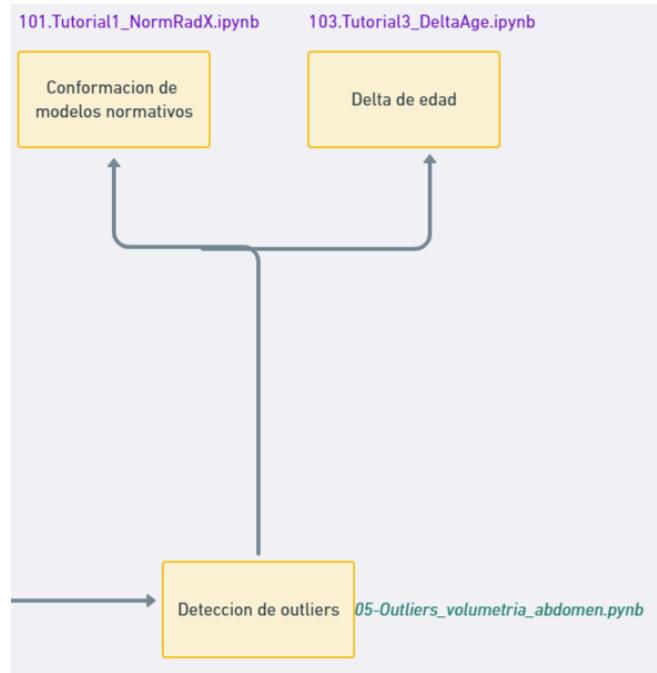 101.Tutorial1_NormRadX.ipynb
103.Tutorial3_DeltaAge.ipynb
Conformacion de
modelos normativos
Delta de edad
Deteccion de outliers
05-Outliers_volumetria_abdomen.pynb